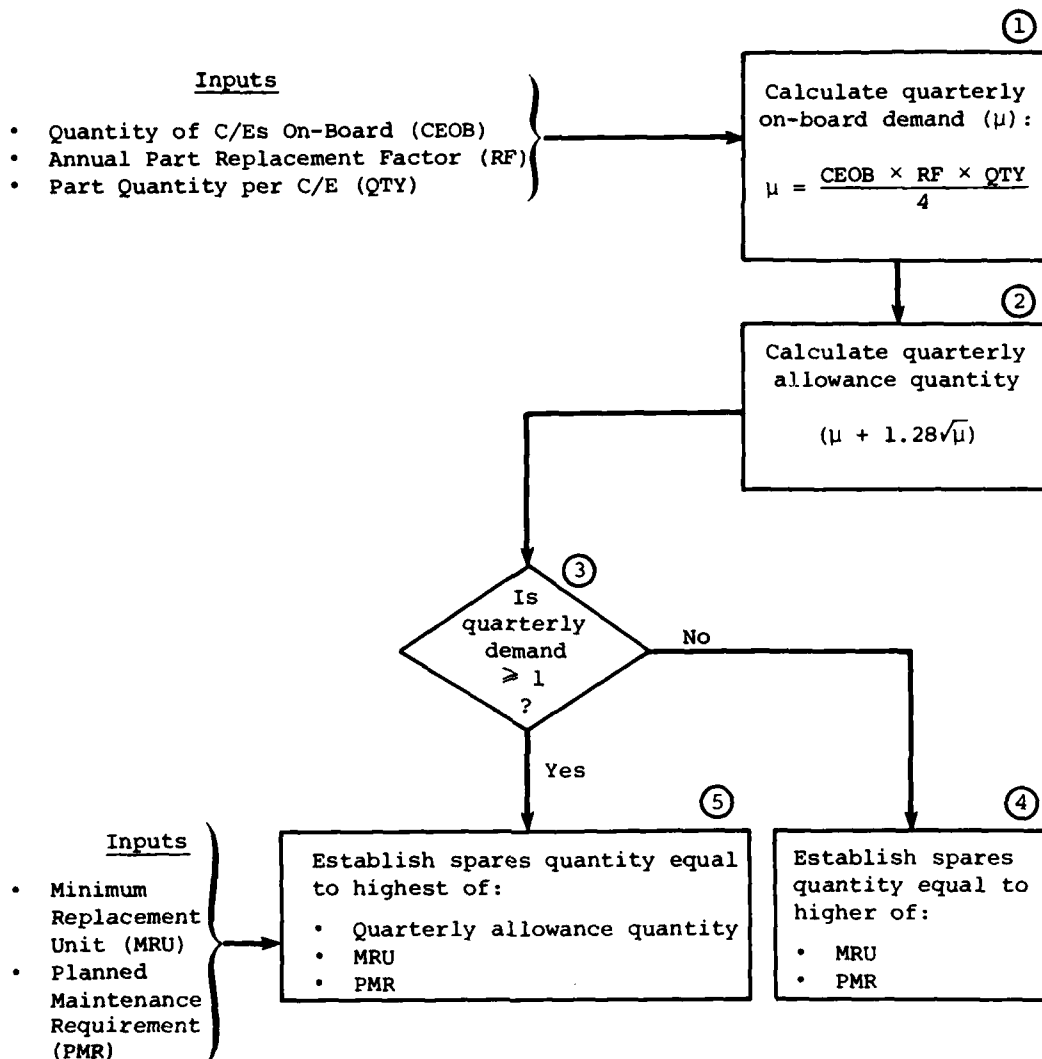 ①
Inputs
• Quantity of C/Es On-Board (CEOB)
• Annual Part Replacement Factor (RF)
• Part Quantity per C/E (QTY)
Calculate quarterly
on-board demand (μ):
μ = CEOB × RF × QTY / 4
②
Calculate quarterly
allowance quantity
(μ + 1.28√μ)
③
Is
quarterly
demand
⩾ 1
?
No
Yes
⑤
④
Inputs
• Minimum
Replacement
Unit (MRU)
• Planned
Maintenance
Requirement
(PMR)
Establish spares quantity equal
to highest of:
• Quarterly allowance quantity
• MRU
• PMR
Establish spares
quantity equal to
higher of:
• MRU
• PMR